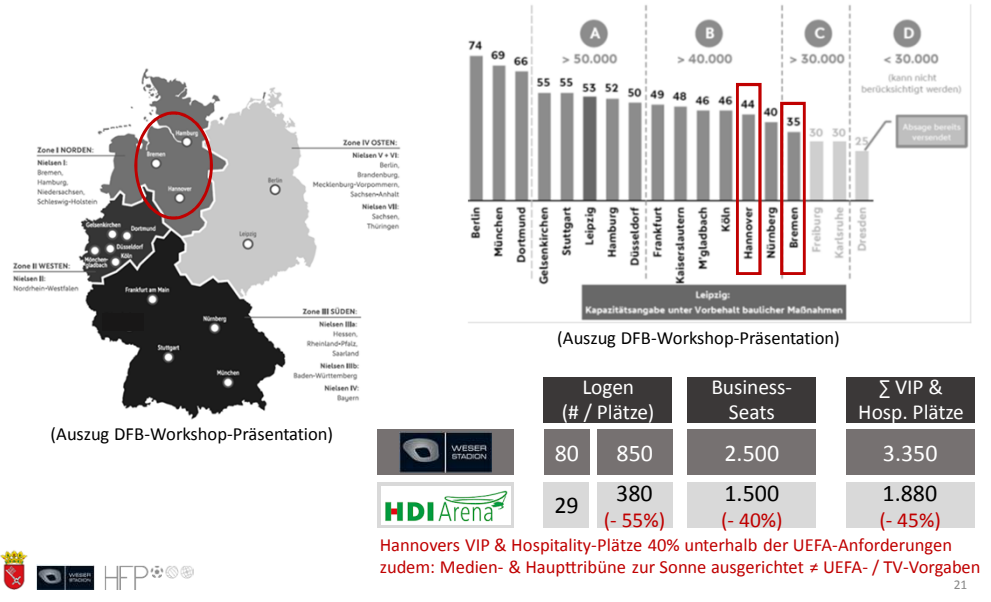 Zone I NORDEN:
Nielsen I:
Bremen,
Hamburg,
Niedersachsen,
Schleswig-Holstein
Hamburg
Bremen
Hannover
Zone IV OSTEN:
Nielsen V + VI:
Berlin,
Brandenburg,
Mecklenburg-Vorpommern,
Sachsen-Anhalt
Nielsen VII:
Sachsen,
Thüringen
Berlin
Leipzig
Gelsenkirchen
Dortmund
Düsseldorf
Köln
München-
gladbach
Zone II WESTEN:
Nielsen II:
Nordrhein-Westfalen
Frankfurt am Main
Nürnberg
Stuttgart
München
Zone III SÜDEN:
Nielsen IIIa:
Hessen,
Rheinland-Pfalz,
Saarland
Nielsen IIIb:
Baden-Württemberg
Nielsen IV:
Bayern
(Auszug DFB-Workshop-Präsentation)
A B C D
> 50.000 > 40.000 > 30.000 < 30.000
(kann nicht
berücksichtigt werden)
74 69 66 55 55 53 52 50 49 48 46 46 44 40 35 30 30 25
Absage bereits
versendet
Berlin
München
Dortmund
Gelsenkirchen
Stuttgart
Leipzig
Hamburg
Düsseldorf
Frankfurt
Kaiserslautern
M'gladbach
Köln
Hannover
Nürnberg
Bremen
Freiburg
Karlsruhe
Dresden
Leipzig:
Kapazitätsangabe unter Vorbehalt baulicher Maßnahmen
(Auszug DFB-Workshop-Präsentation)
Logen
(# / Plätze)
Business-
Seats
∑ VIP &
Hosp. Plätze
WESER
STADION
80 850 2.500 3.350
HDI Arena
29 380 1.500 1.880
(- 55%) (- 40%) (- 45%)
Hannovers VIP & Hospitality-Plätze 40% unterhalb der UEFA-Anforderungen
zudem: Medien- & Haupttribüne zur Sonne ausgerichtet ≠ UEFA- / TV-Vorgaben
WESER
STADION
HFP
21